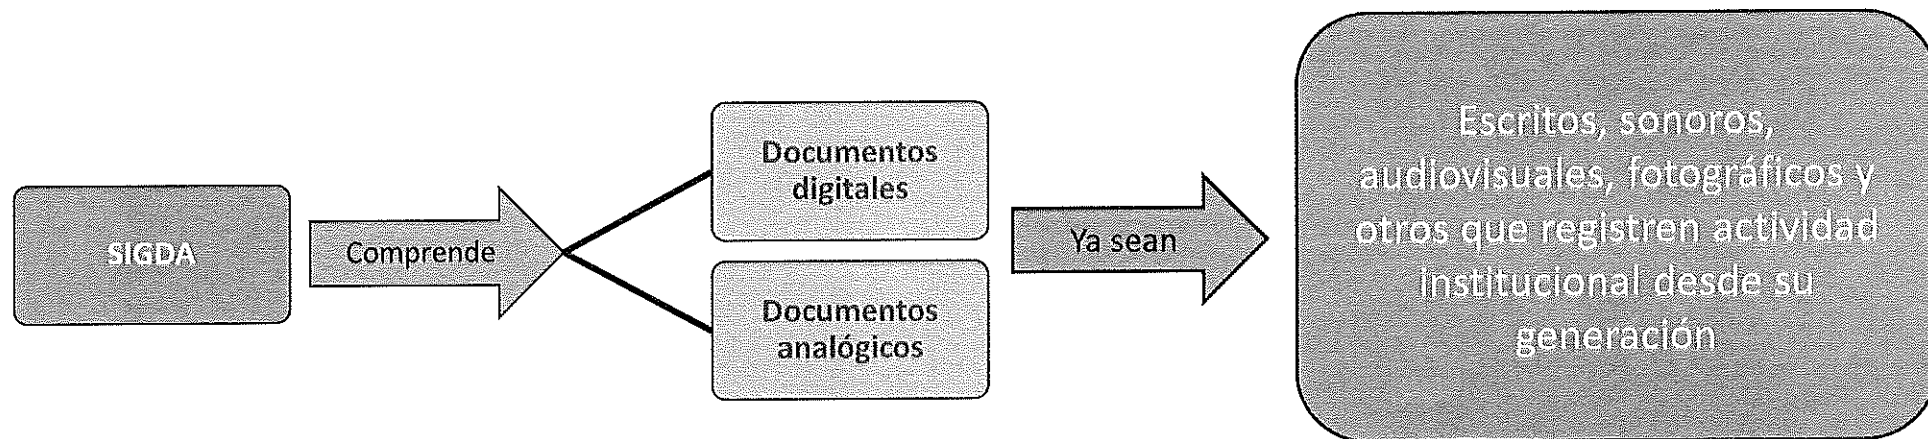 SIGDA
Comprende
Documentos
digitales
Documentos
analógicos
Ya sean
Escritos, sonoros,
audiovisuales, fotográficos y
otros que registren actividad
institucional desde su
generación